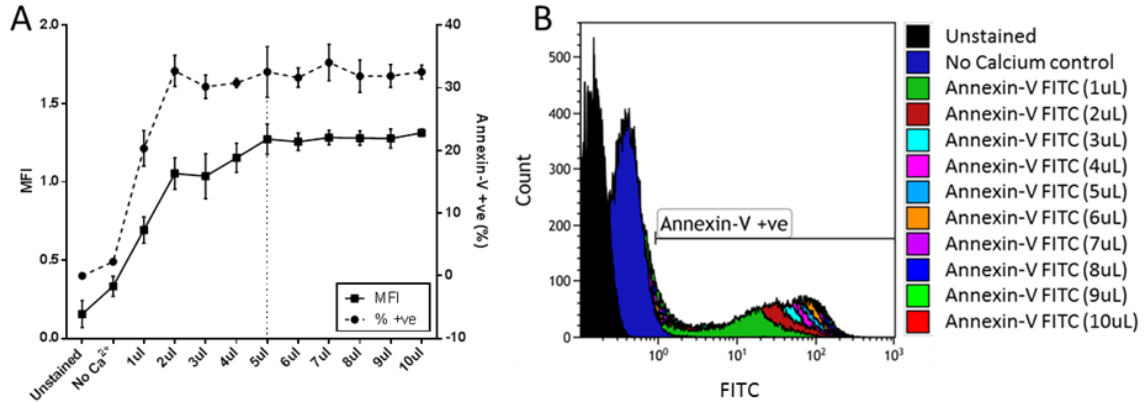 A
2.0
1.5
1.0
0.5
0.0
MFI
40
30
20
10
0
-10
Annexin-V +ve (%)
MFI
% +ve
Unstained
No Ca²⁺
1ul
2ul
3ul
4ul
5ul
6ul
7ul
8ul
9ul
10ul
B
500
400
300
200
100
0
Count
Annexin-V +ve
10⁰
10¹
10²
10³
FITC
Unstained
No Calcium control
Annexin-V FITC (1uL)
Annexin-V FITC (2uL)
Annexin-V FITC (3uL)
Annexin-V FITC (4uL)
Annexin-V FITC (5uL)
Annexin-V FITC (6uL)
Annexin-V FITC (7uL)
Annexin-V FITC (8uL)
Annexin-V FITC (9uL)
Annexin-V FITC (10uL)